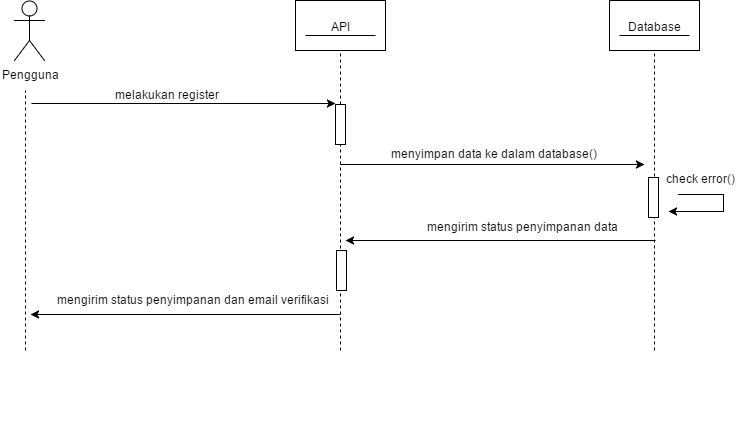 API
Database
Pengguna
melakukan register
menyimpan data ke dalam database()
check error()
mengirim status penyimpanan data
mengirim status penyimpanan dan email verifikasi